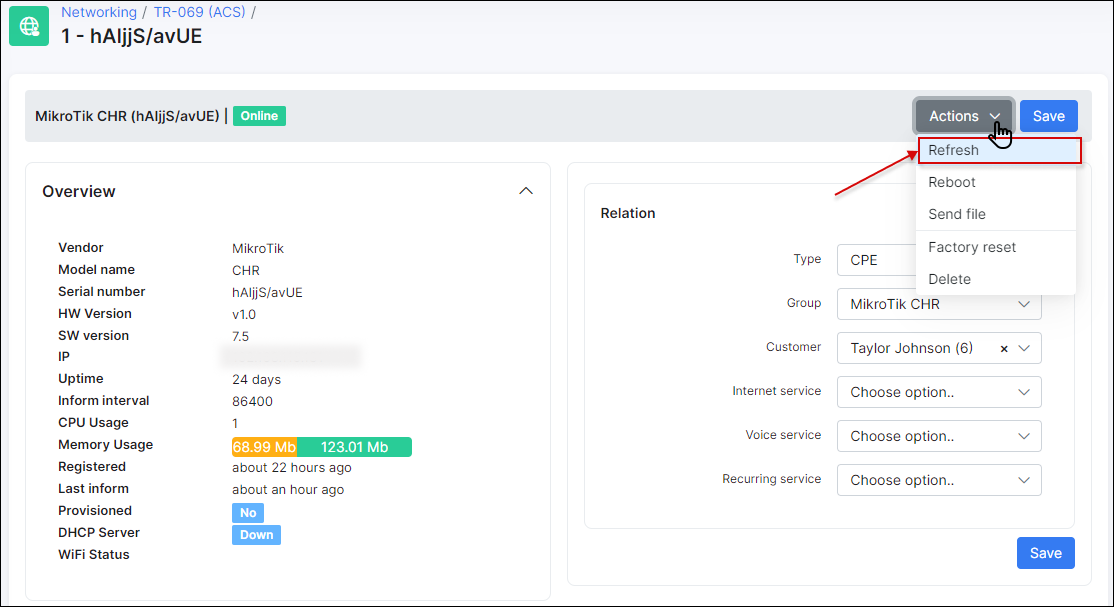 Networking / TR-069 (ACS) /
1 - hAljjS/avUE
MikroTik CHR (hAljjS/avUE) | Online
Actions
Save
Refresh
Reboot
Send file
Factory reset
Delete
Overview
Vendor MikroTik
Model name CHR
Serial number hAljjS/avUE
HW Version v1.0
SW version 7.5
IP
Uptime 24 days
Inform interval 86400
CPU Usage 1
Memory Usage 68.99 Mb 123.01 Mb
Registered about 22 hours ago
Last inform about an hour ago
Provisioned No
DHCP Server Down
WiFi Status
Relation
Type CPE
Group MikroTik CHR
Customer Taylor Johnson (6) ×
Internet service Choose option..
Voice service Choose option..
Recurring service Choose option..
Save